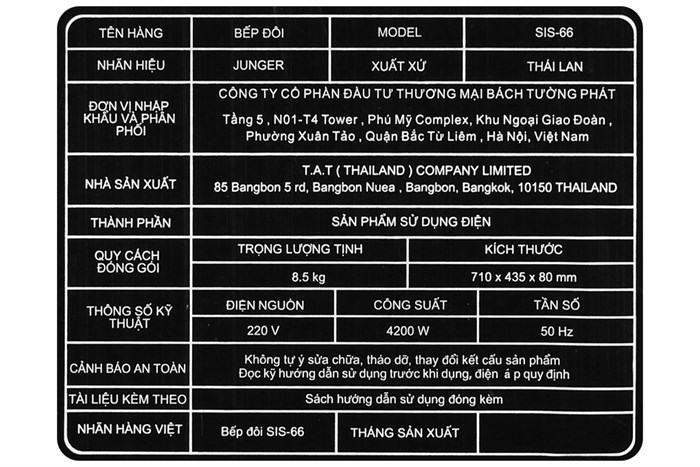 TÊN HÀNG BẾP ĐÔI MODEL SIS-66
NHÃN HIỆU JUNGER XUẤT XỨ THÁI LAN
ĐƠN VỊ NHẬP KHẨU VÀ PHÂN PHỐI
CÔNG TY CỔ PHẦN ĐẦU TƯ THƯƠNG MẠI BÁCH TƯỜNG PHÁT
Tầng 5 , N01-T4 Tower , Phú Mỹ Complex, Khu Ngoại Giao Đoàn ,
Phường Xuân Tảo , Quận Bắc Từ Liêm , Hà Nội, Việt Nam
NHÀ SẢN XUẤT
T.A.T ( THAILAND ) COMPANY LIMITED
85 Bangbon 5 rd, Bangbon Nuea , Bangbon, Bangkok, 10150 THAILAND
THÀNH PHẦN SẢN PHẨM SỬ DỤNG ĐIỆN
QUY CÁCH ĐÓNG GÓI
TRỌNG LƯỢNG TỊNH KÍCH THƯỚC
8.5 kg 710 x 435 x 80 mm
THÔNG SỐ KỸ THUẬT
ĐIỆN NGUỒN CÔNG SUẤT TẦN SỐ
220 V 4200 W 50 Hz
CẢNH BÁO AN TOÀN
Không tự ý sửa chữa, tháo dỡ, thay đổi kết cấu sản phẩm
Đọc kỹ hướng dẫn sử dụng trước khi dụng, điện á p quy định
TÀI LIỆU KÈM THEO Sách hướng dẫn sử dụng đóng kèm
NHÃN HÀNG VIỆT Bếp đôi SIS-66 THÁNG SẢN XUẤT